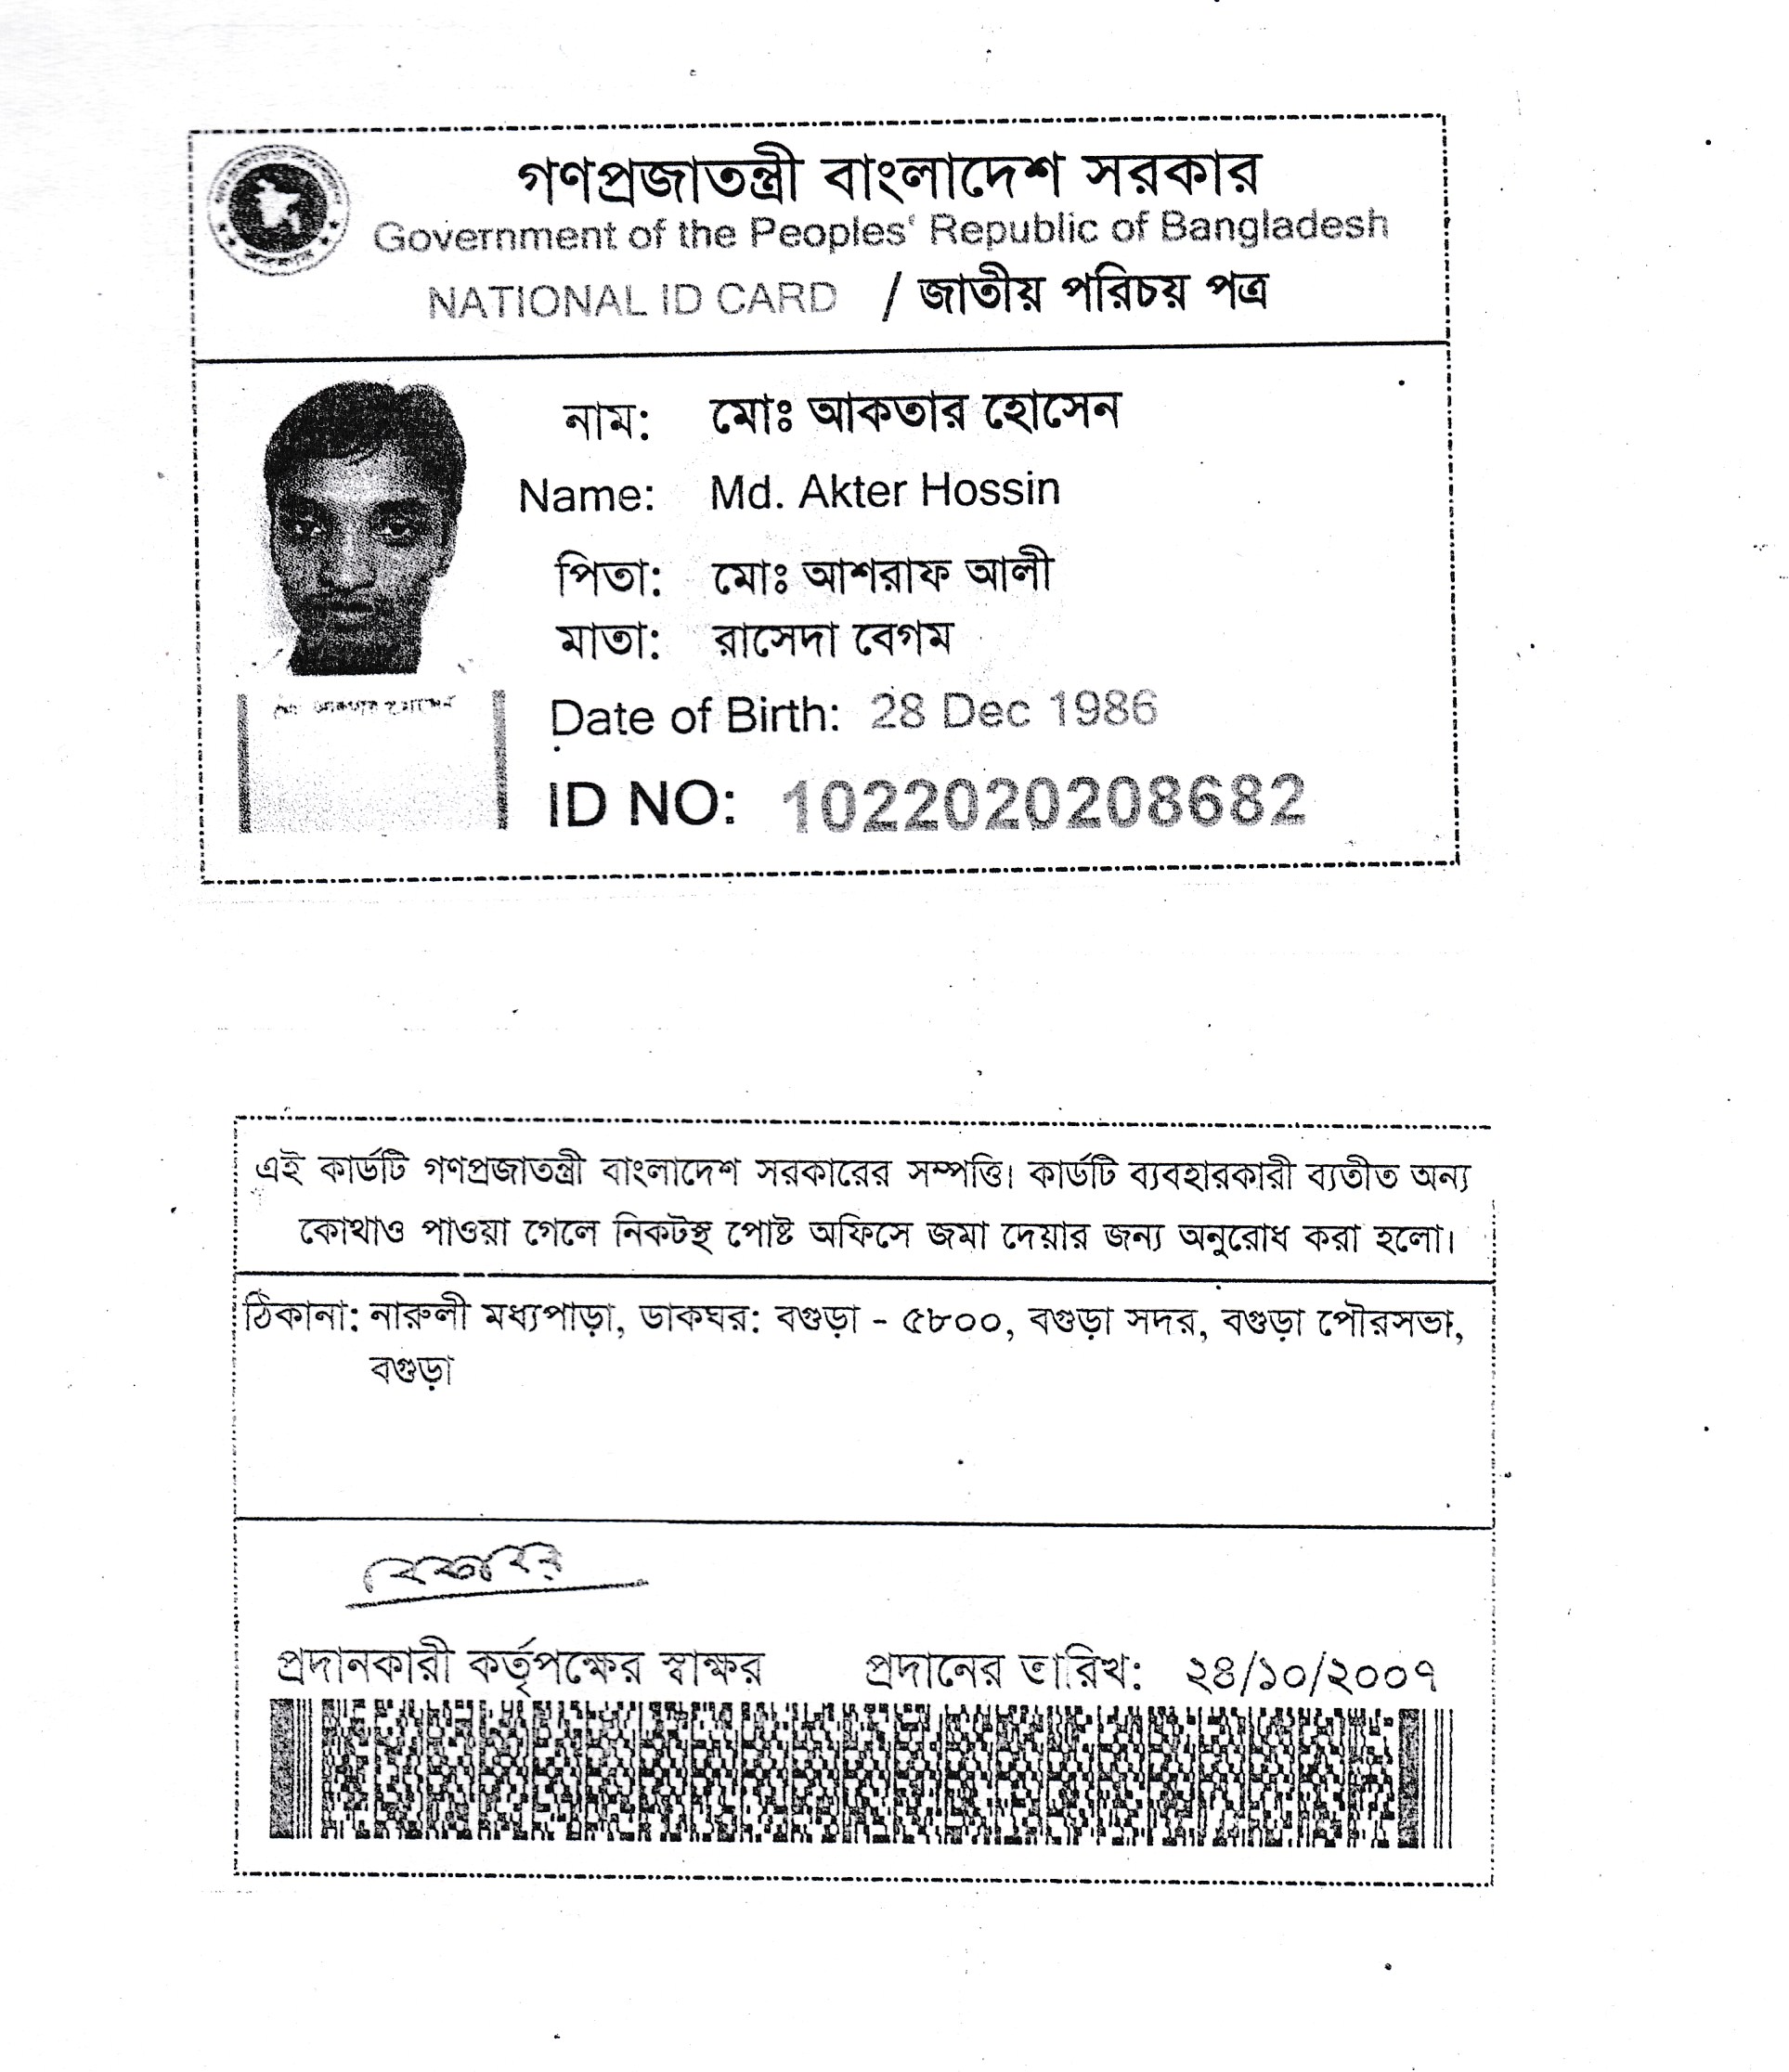 গণপ্রজাতন্ত্রী বাংলাদেশ সরকার
Government of the Peoples' Republic of Bangladesh
NATIONAL ID CARD / জাতীয় পরিচয় পত্র
নাম: মোঃ আকতার হোসেন
Name: Md. Akter Hossin
পিতা: মোঃ আশরাফ আলী
মাতা: রাসেদা বেগম
Date of Birth: 28 Dec 1986
ID NO: 1022020208682
এই কার্ডটি গণপ্রজাতন্ত্রী বাংলাদেশ সরকারের সম্পত্তি। কার্ডটি ব্যবহারকারী ব্যতীত অন্য
কোথাও পাওয়া গেলে নিকটস্থ পোষ্ট অফিসে জমা দেয়ার জন্য অনুরোধ করা হলো।
ঠিকানা: নারুলী মধ্যপাড়া, ডাকঘর: বগুড়া - ৫৮০০, বগুড়া সদর, বগুড়া পৌরসভা,
বগুড়া
প্রদানকারী কর্তৃপক্ষের স্বাক্ষর প্রদানের তারিখ: ২৪/১০/২০০৭